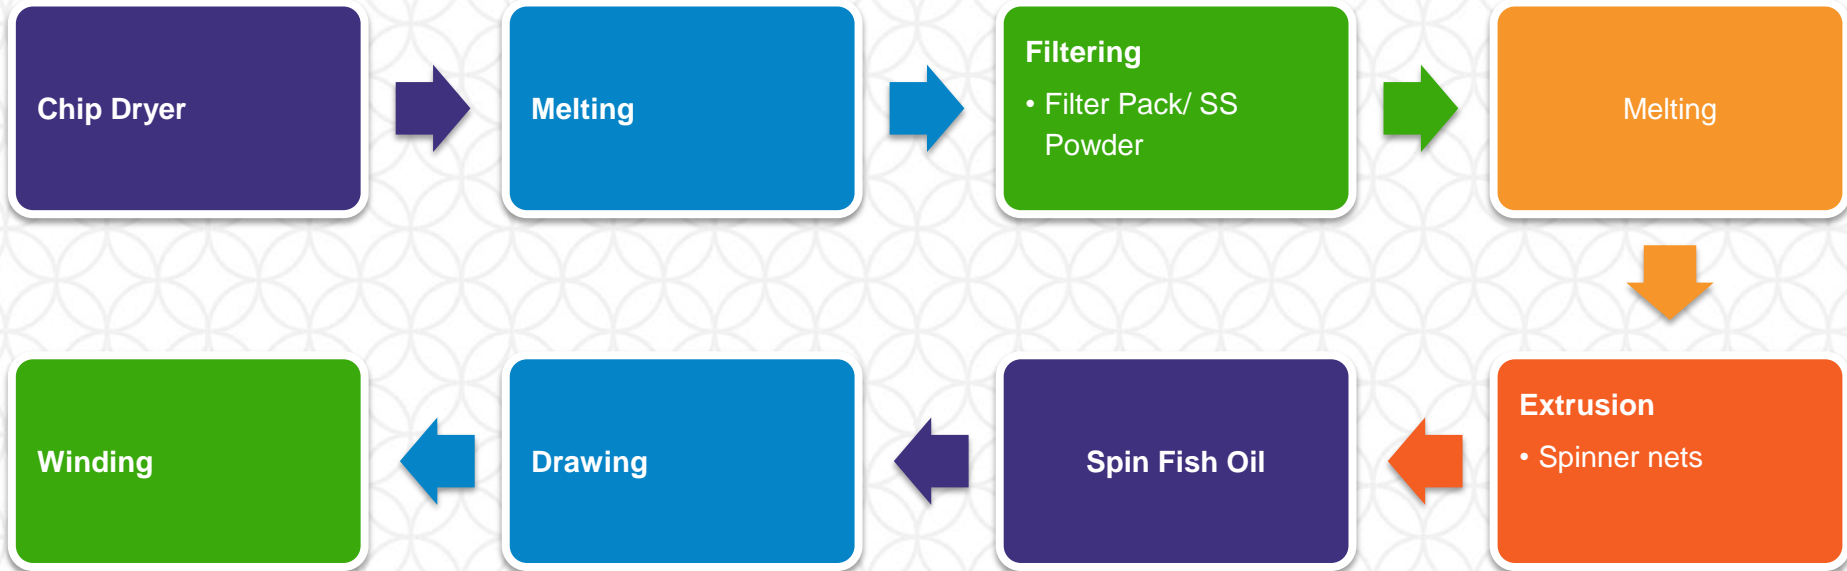 Chip Dryer
Melting
Filtering
• Filter Pack/ SS
Powder
Melting
Extrusion
• Spinner nets
Spin Fish Oil
Drawing
Winding